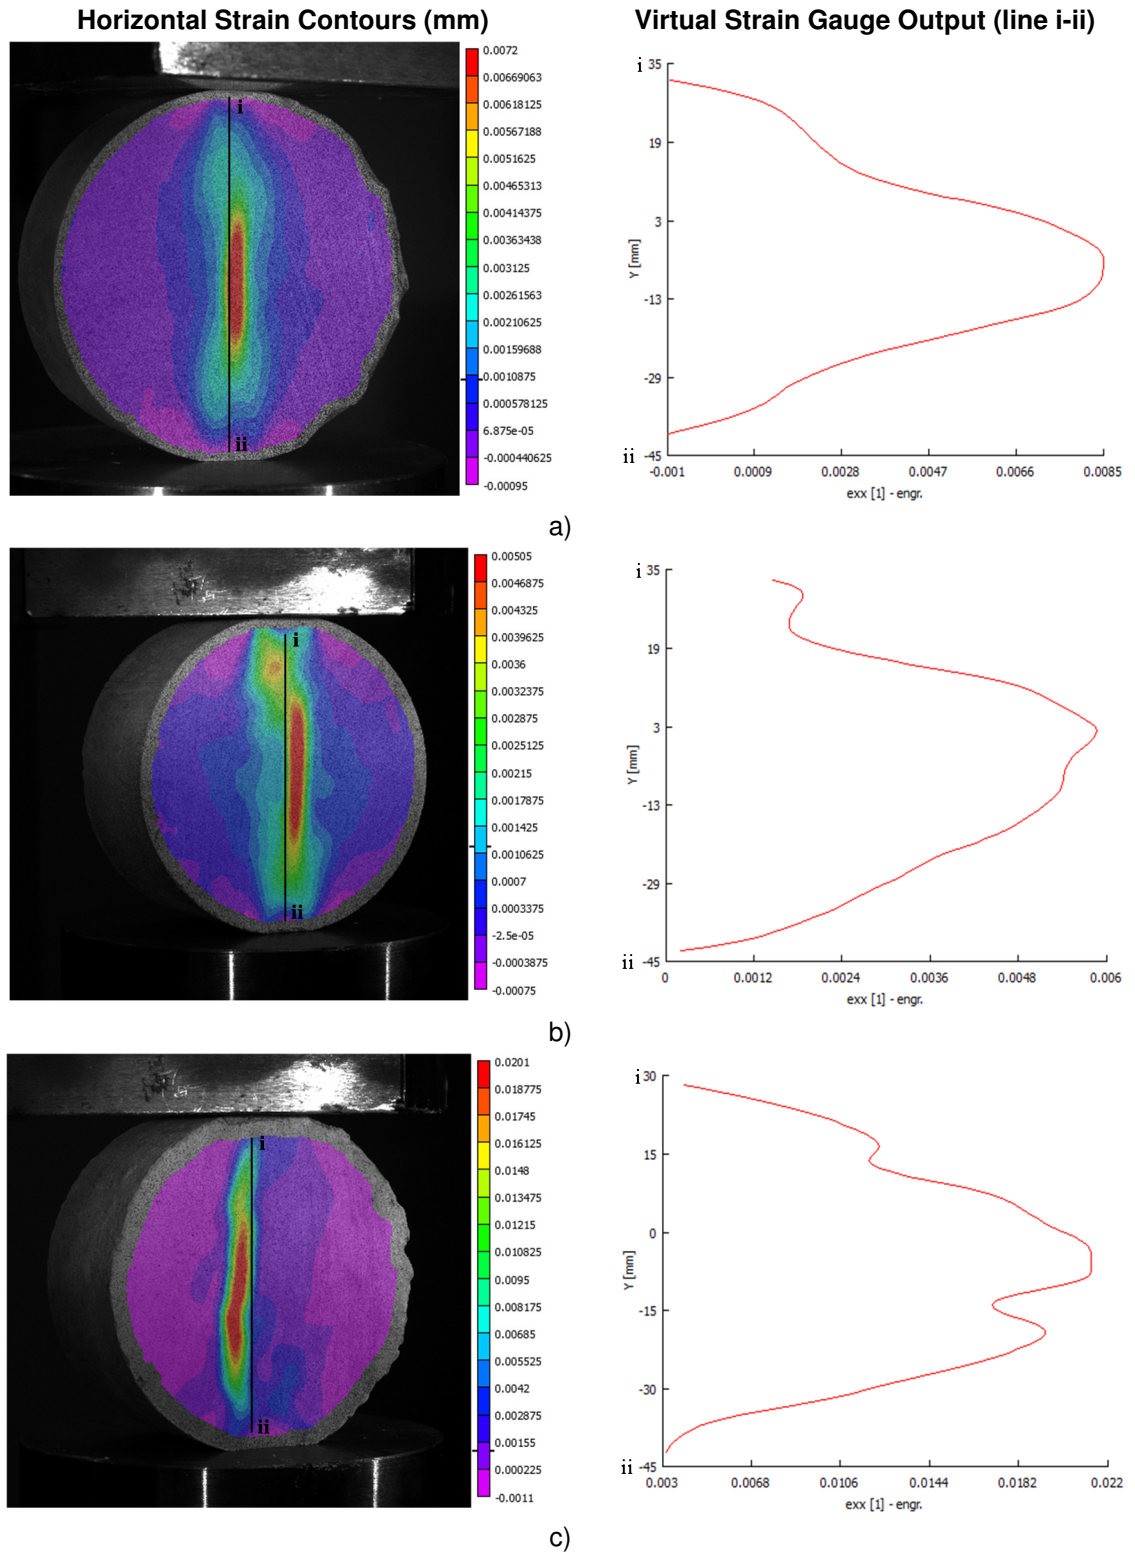 Horizontal Strain Contours (mm)
Virtual Strain Gauge Output (line i-ii)
i
ii
0.0072
0.00669063
0.00618125
0.00567188
0.0051625
0.00465313
0.00414375
0.00363438
0.003125
0.00261563
0.00210625
0.00159688
0.0010875
0.000578125
6.875e-05
-0.000440625
-0.00095
i
35
19
3
-13
-29
ii
-45
Y [mm]
-0.001 0.0009 0.0028 0.0047 0.0066 0.0085
exx [1] - engr.
a)
i
ii
0.00505
0.0046875
0.004325
0.0039625
0.0036
0.0032375
0.002875
0.0025125
0.00215
0.0017875
0.001425
0.0010625
0.0007
0.0003375
-2.5e-05
-0.0003875
-0.00075
i
35
19
3
-13
-29
ii
-45
Y [mm]
0 0.0012 0.0024 0.0036 0.0048 0.006
exx [1] - engr.
b)
i
ii
0.0201
0.018775
0.01745
0.016125
0.0148
0.013475
0.01215
0.010825
0.0095
0.008175
0.00685
0.005525
0.0042
0.002875
0.00155
0.000225
-0.0011
i
30
15
0
-15
-30
ii
-45
Y [mm]
0.003 0.0068 0.0106 0.0144 0.0182 0.022
exx [1] - engr.
c)